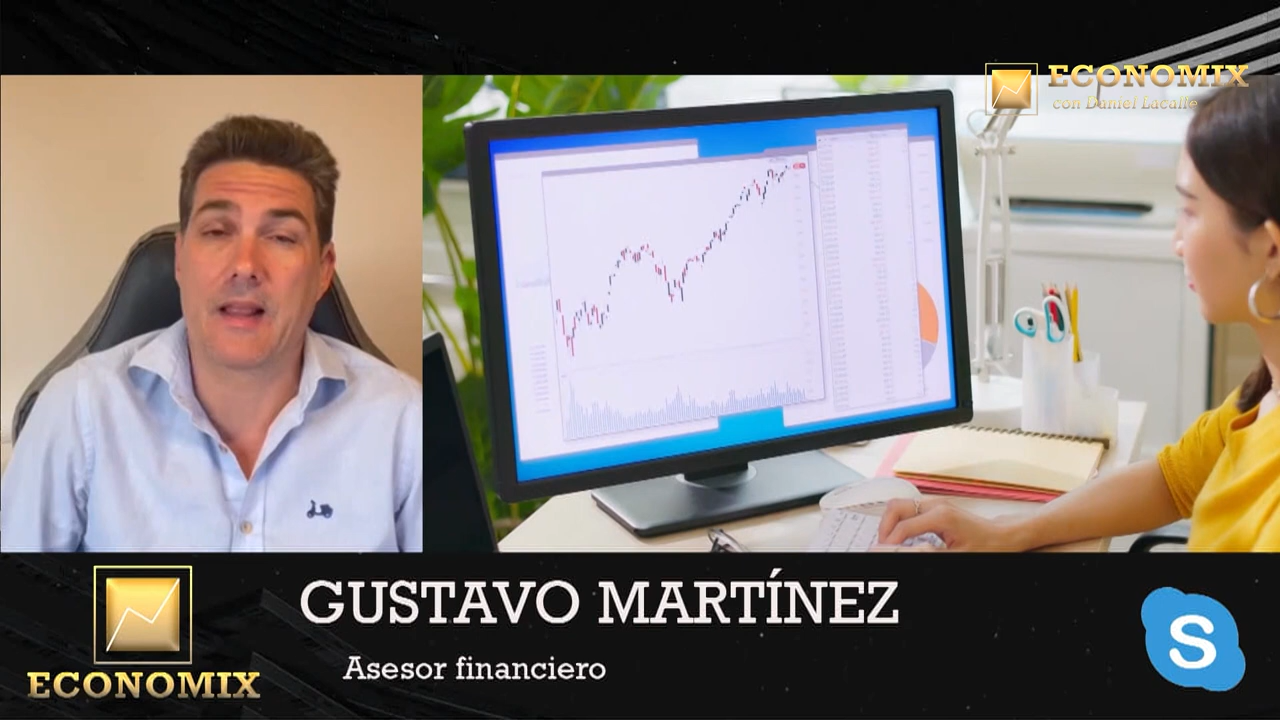 ECONOMIX
con Daniel Lacalle
GUSTAVO MARTÍNEZ
Asesor financiero
ECONOMIX
S